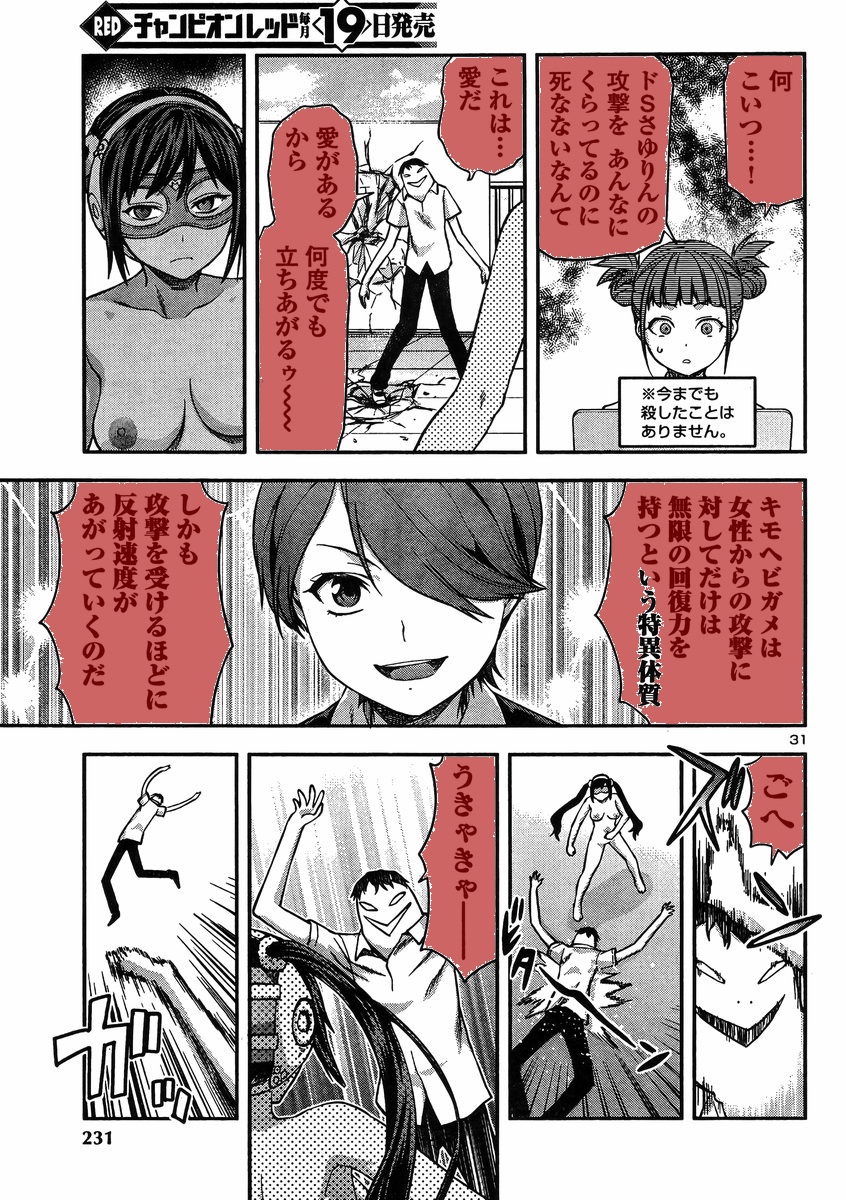 RED チャンピオンレッド 毎月〈19〉日発売
何
こいつ…!
ドSさゆりんの
攻撃を あんなに
くらってるのに
死なないなんて
※今までも
殺したことは
ありません。
これは…
愛だ
愛がある
から
何度でも
立ちあがるゥ〜〜
キモヘビガメは
女性からの攻撃に
対してだけは
無限の回復力を
持つという特異体質
しかも
攻撃を受けるほどに
反射速度が
あがっていくのだ
31
ごへ
ズブ
ビターン
うきゃきゃー
ガガ
231